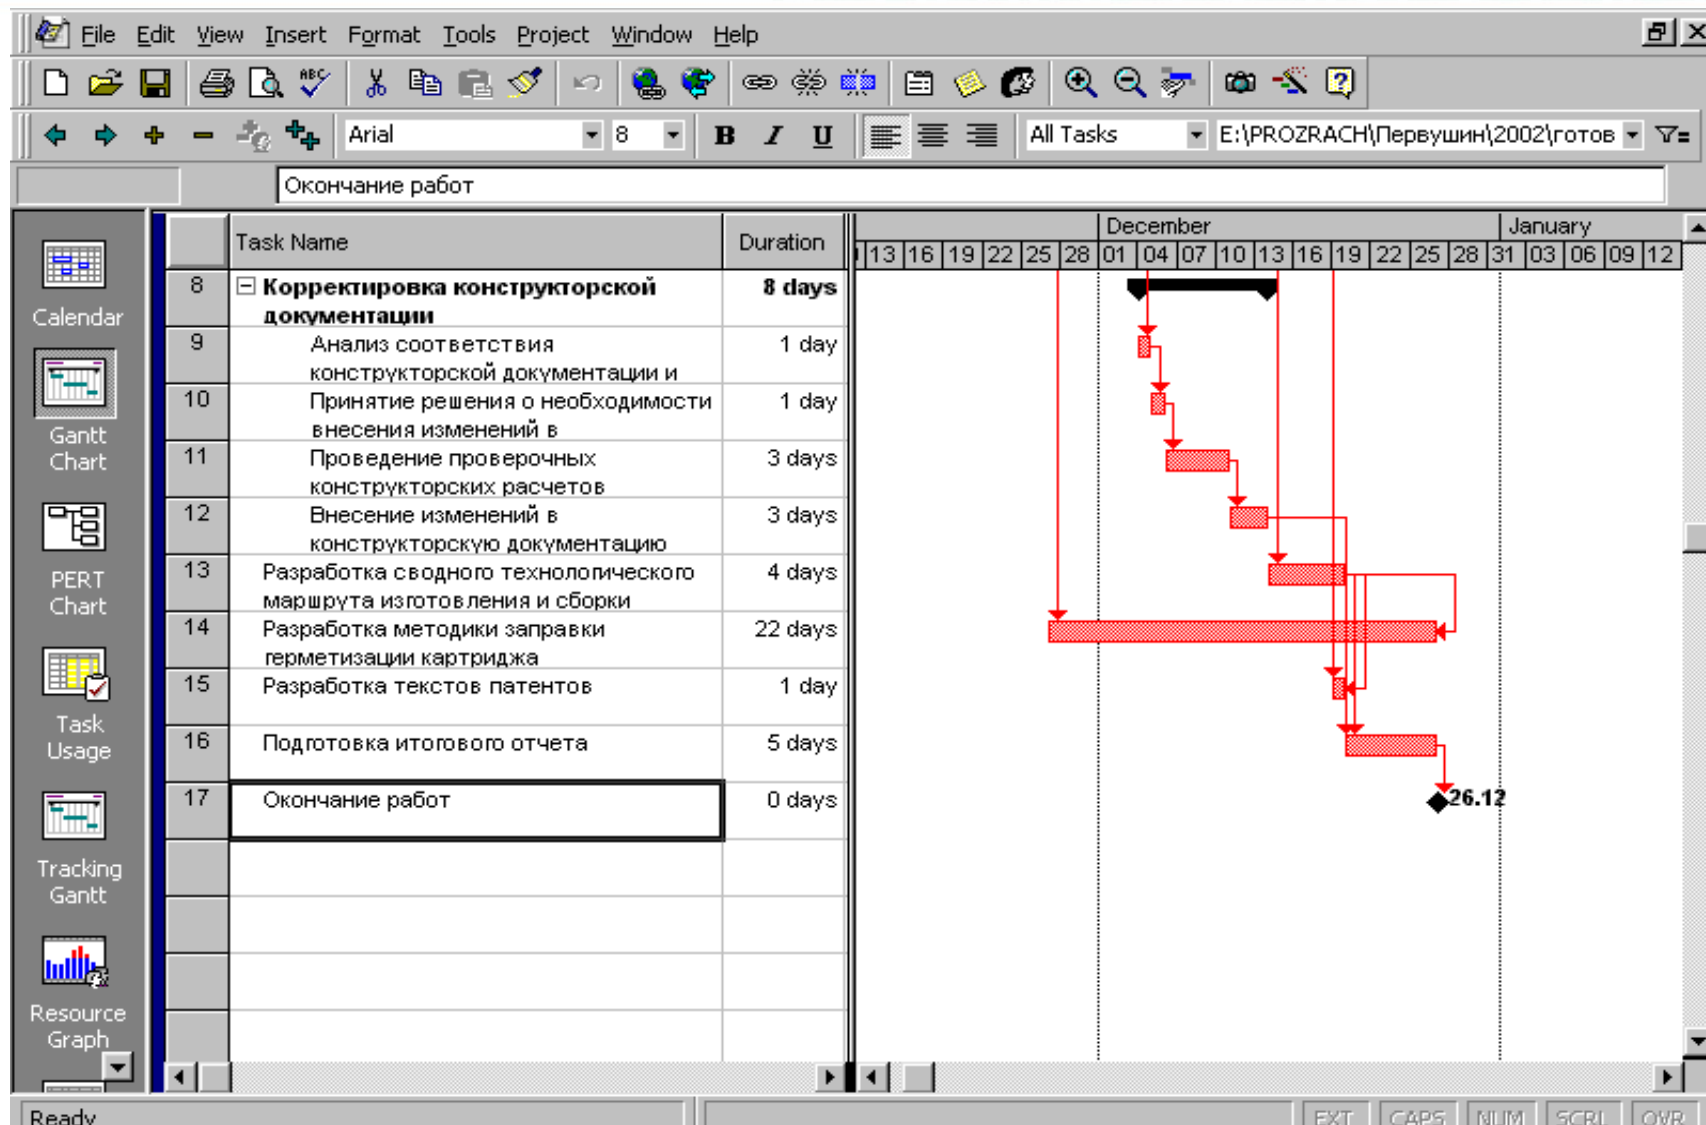 File Edit View Insert Format Tools Project Window Help
ABC
Arial 8 B I U All Tasks E:\PROZRACH\Первушин\2002\готов
Окончание работ
Calendar
Gantt
Chart
PERT
Chart
Task
Usage
Tracking
Gantt
Resource
Graph
Task Name Duration
8 Корректировка конструкторской 8 days
документации
9 Анализ соответствия 1 day
конструкторской документации и
10 Принятие решения о необходимости 1 day
внесения изменений в
11 Проведение проверочных 3 days
конструкторских расчетов
12 Внесение изменений в 3 days
конструкторскую документацию
13 Разработка сводного технологического 4 days
маршрута изготовления и сборки
14 Разработка методики заправки 22 days
герметизации картриджа
15 Разработка текстов патентов 1 day
16 Подготовка итогового отчета 5 days
17 Окончание работ 0 days
December January
13 16 19 22 25 28 01 04 07 10 13 16 19 22 25 28 31 03 06 09 12
26.12
Ready EXT CAPS NUM SCRL OVR